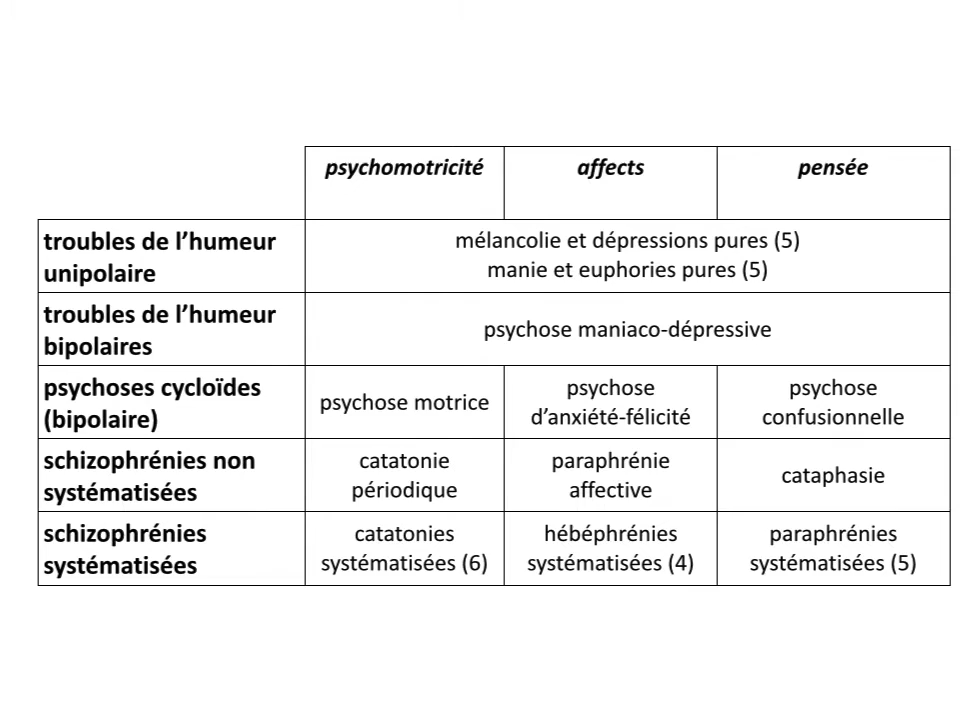 psychomotricité affects pensée
troubles de l’humeur
unipolaire
mélancolie et dépressions pures (5)
manie et euphories pures (5)
troubles de l’humeur
bipolaires
psychose maniaco-dépressive
psychoses cycloïdes
(bipolaire)
psychose motrice
psychose
d’anxiété-félicité
psychose
confusionnelle
schizophrénies non
systématisées
catatonie
périodique
paraphrénie
affective
cataphasie
schizophrénies
systématisées
catatonies
systématisées (6)
hébéphrénies
systématisées (4)
paraphrénies
systématisées (5)